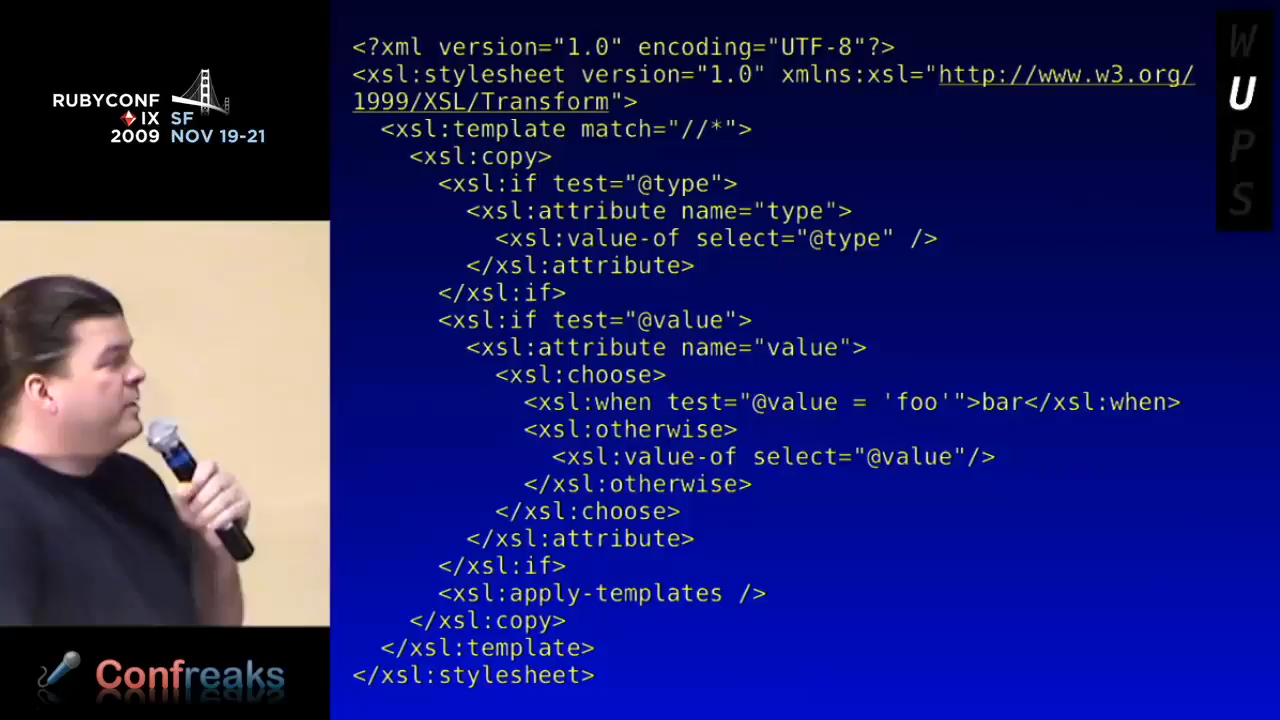 RUBYCONF
IX SF
2009 NOV 19-21
<?xml version="1.0" encoding="UTF-8"?>
<xsl:stylesheet version="1.0" xmlns:xsl="http://www.w3.org/
1999/XSL/Transform">
  <xsl:template match="//*">
    <xsl:copy>
      <xsl:if test="@type">
        <xsl:attribute name="type">
          <xsl:value-of select="@type" />
        </xsl:attribute>
      </xsl:if>
      <xsl:if test="@value">
        <xsl:attribute name="value">
          <xsl:choose>
            <xsl:when test="@value = 'foo'">bar</xsl:when>
            <xsl:otherwise>
              <xsl:value-of select="@value"/>
            </xsl:otherwise>
          </xsl:choose>
        </xsl:attribute>
      </xsl:if>
      <xsl:apply-templates />
    </xsl:copy>
  </xsl:template>
</xsl:stylesheet>
W
U
P
S
Confreaks